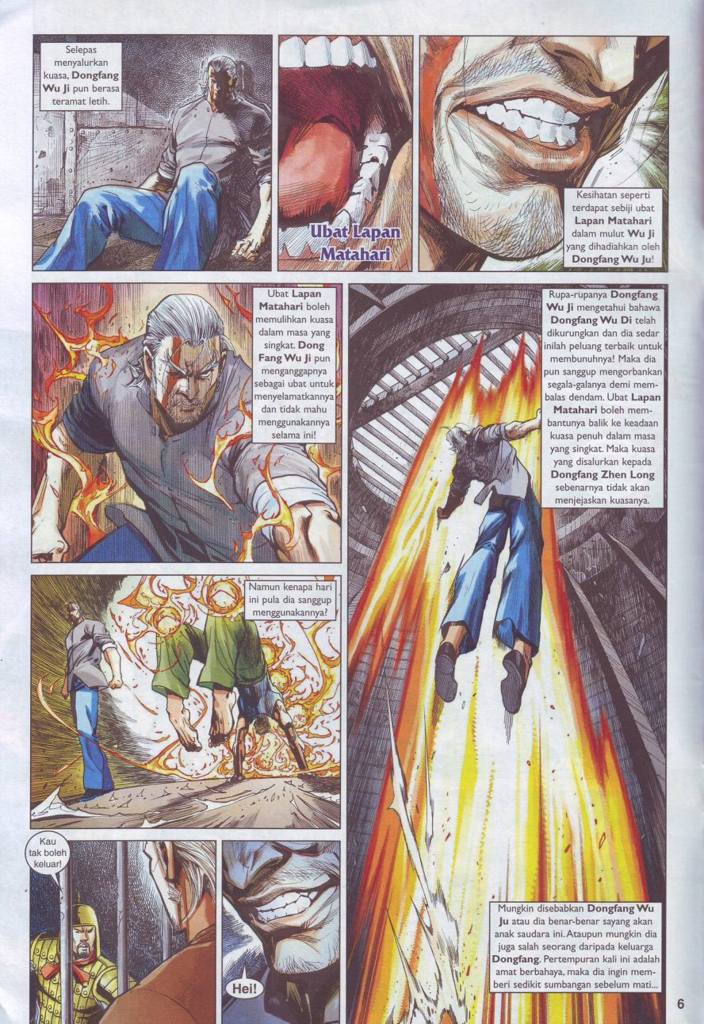 Selepas
menyalurkan
kuasa, Dongfang
Wu Ji pun berasa
teramat letih.
Ubat Lapan
Matahari
Kesihatan seperti
terdapat sebiji ubat
Lapan Matahari
dalam mulut Wu Ji
yang dihadiahkan oleh
Dongfang Wu Ju!
Ubat Lapan
Matahari boleh
memulihkan kuasa
dalam masa yang
singkat. Dong
Fang Wu Ji pun
menganggapnya
sebagai ubat untuk
menyelamatkannya
dan tidak mahu
menggunakannya
selama ini!
Rupa-rupanya Dongfang
Wu Ji mengetahui bahawa
Dongfang Wu Di telah
dikurungkan dan dia sedar
inilah peluang terbaik untuk
membunuhnya! Maka dia
pun sanggup mengorbankan
segala-galanya demi mem-
balas dendam. Ubat Lapan
Matahari boleh mem-
bantunya balik ke keadaan
kuasa penuh dalam masa
yang singkat. Maka kuasa
yang disalurkan kepada
Dongfang Zhen Long
sebenarnya tidak akan
menjejaskan kuasanya.
Namun kenapa hari
ini pula dia sanggup
menggunakannya?
Kau
tak boleh
keluar!
Hei!
Mungkin disebabkan Dongfang Wu
Ju atau dia benar-benar sayang akan
anak saudara ini. Ataupun mungkin dia
juga salah seorang daripada keluarga
Dongfang. Pertempuran kali ini adalah
amat berbahaya, maka dia ingin mem-
beri sedikit sumbangan sebelum mati...
6